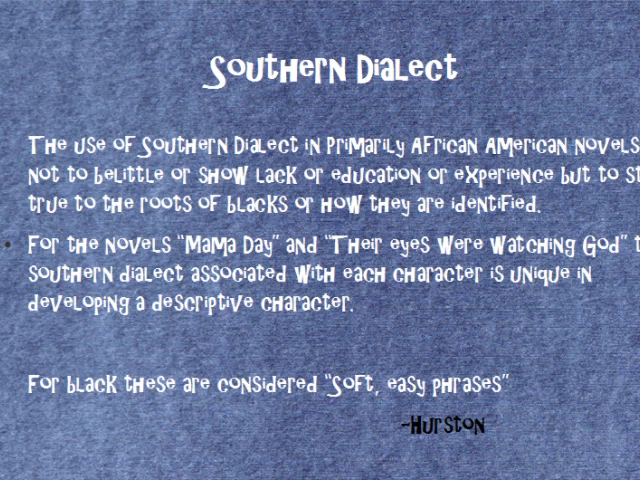 Southern Dialect
The use of Southern Dialect in primarily African American novels
not to belittle or show lack or education or experience but to st
true to the roots of blacks or how they are identified.
• For the novels "Mama Day" and "Their eyes were watching God" t
southern dialect associated with each character is unique in
developing a descriptive character.
For black these are considered "Soft, easy phrases"
-Hurston